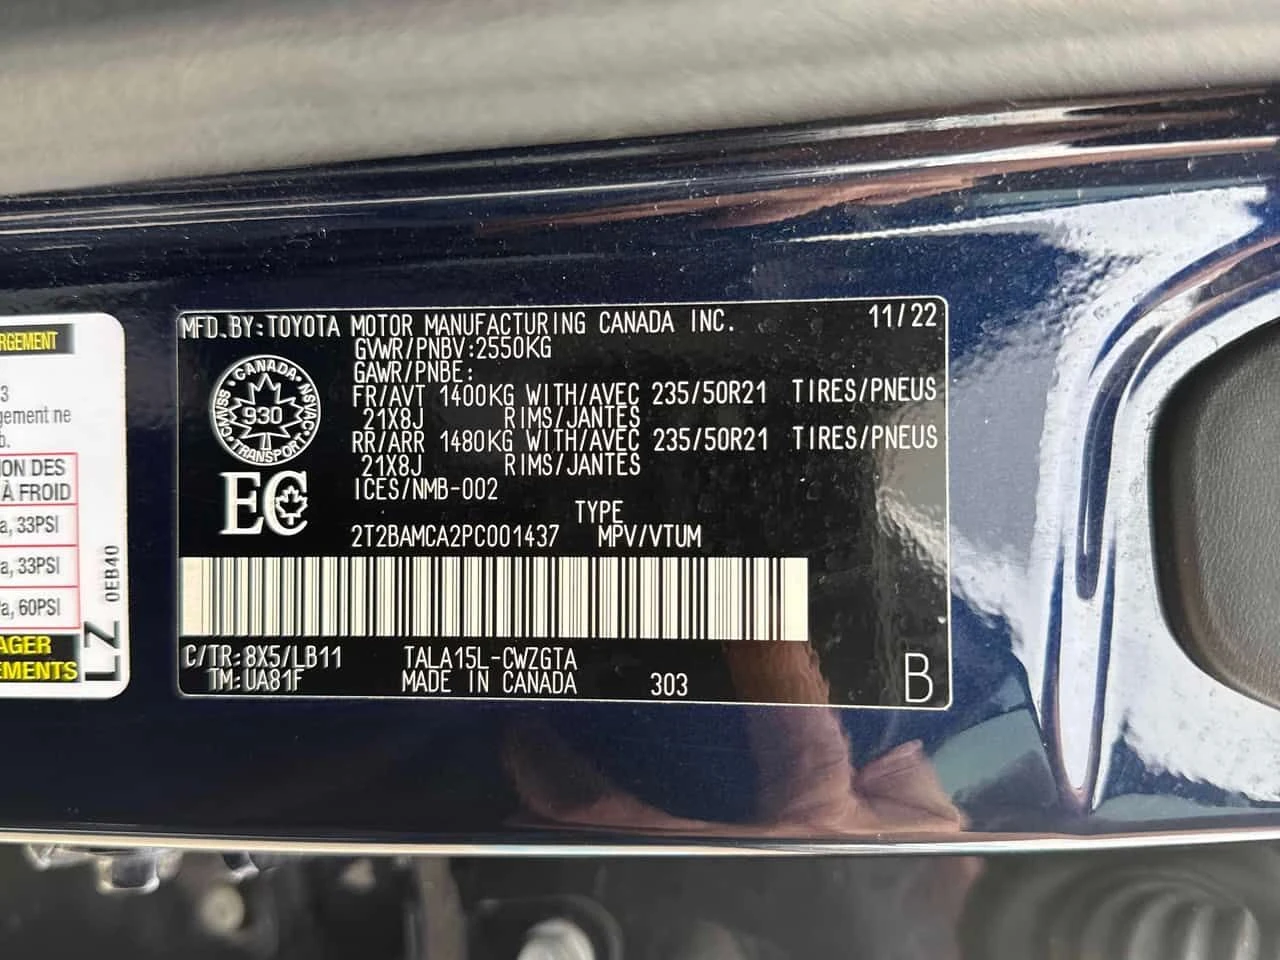 RGEMENT
3
gement ne
b.
ION DES
À FROID
a, 33PSI
a, 33PSI
a, 60PSI
AGER
EMENTS
0EB40
LZ
MFD.BY:TOYOTA MOTOR MANUFACTURING CANADA INC. 11/22
GVWR/PNBV:2550KG
GAWR/PNBE:
FR/AVT 1400KG WITH/AVEC 235/50R21 TIRES/PNEUS
21X8J RIMS/JANTES
RR/ARR 1480KG WITH/AVEC 235/50R21 TIRES/PNEUS
21X8J RIMS/JANTES
ICES/NMB-002
TYPE
2T2BAMCA2PC001437 MPV/VTUM
CANADA
NSVAC
930
CMVSS
TRANSPORT
EC
C/TR:8X5/LB11 TALA15L-CWZGTA
TM:UA81F MADE IN CANADA 303
B